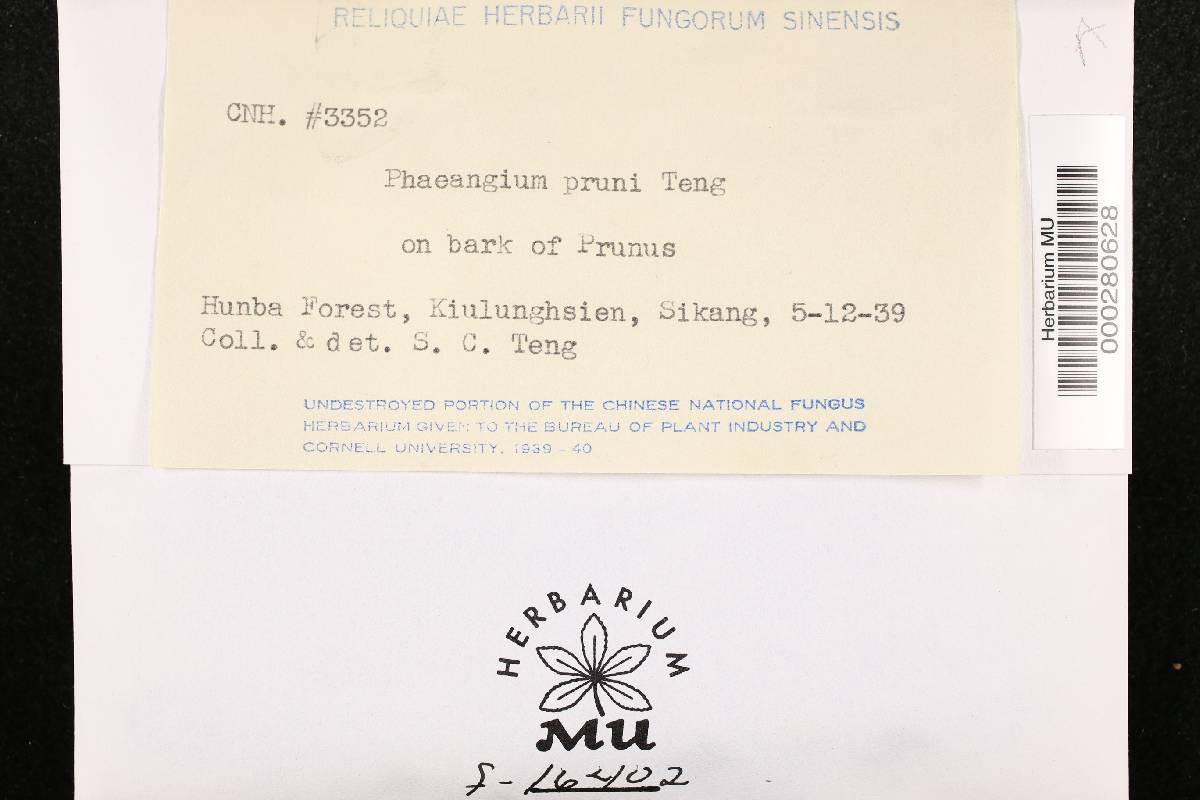 RELIQUIAE HERBARII FUNGORUM SINENSIS
A
CNH. #3352
Phaeangium pruni Teng
on bark of Prunus
Hunba Forest, Kiulunghsien, Sikang, 5-12-39
Coll. & det. S. C. Teng
UNDESTROYED PORTION OF THE CHINESE NATIONAL FUNGUS
HERBARIUM GIVEN TO THE BUREAU OF PLANT INDUSTRY AND
CORNELL UNIVERSITY, 1939 - 40
Herbarium MU
000280628
HERBARIUM
MU
f-16402